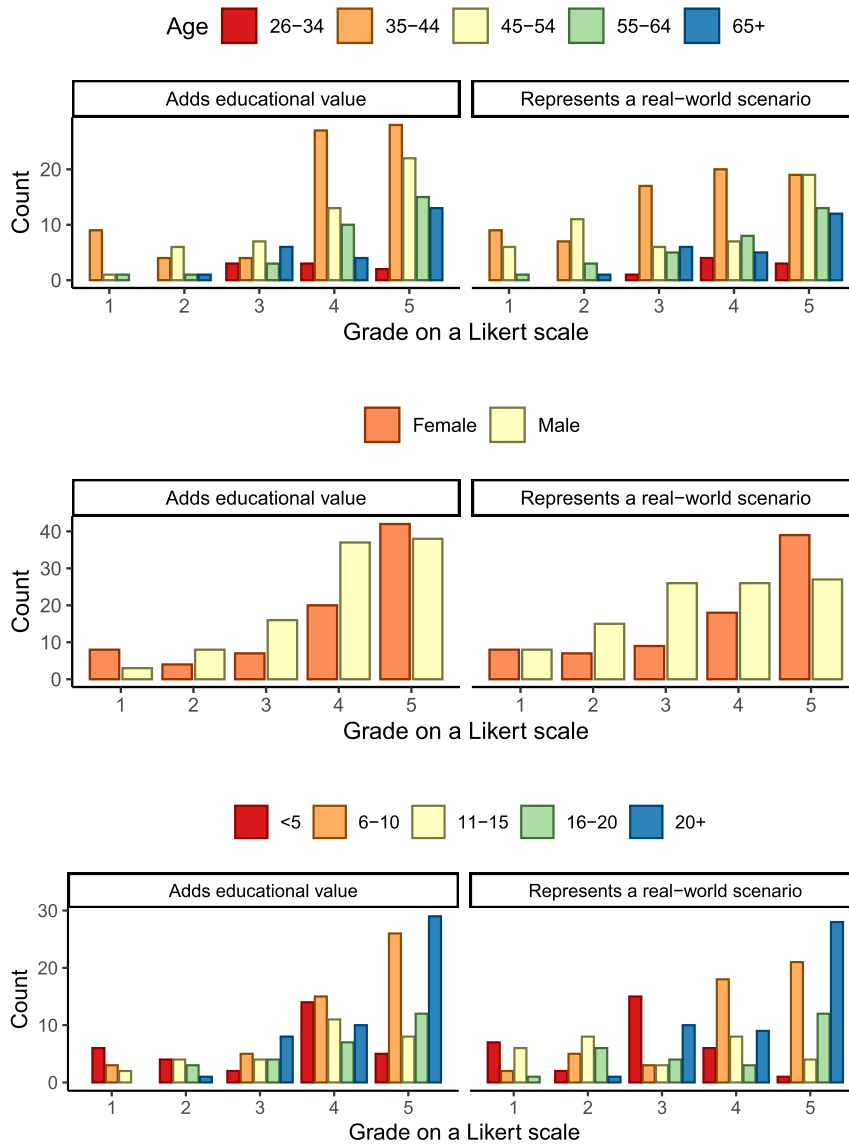 Age 26−34 35−44 45−54 55−64 65+
Adds educational value Represents a real−world scenario
Count
20
10
0
1 2 3 4 5 1 2 3 4 5
Grade on a Likert scale
Female Male
Adds educational value Represents a real−world scenario
Count
40
30
20
10
0
1 2 3 4 5 1 2 3 4 5
Grade on a Likert scale
<5 6−10 11−15 16−20 20+
Adds educational value Represents a real−world scenario
Count
30
20
10
0
1 2 3 4 5 1 2 3 4 5
Grade on a Likert scale